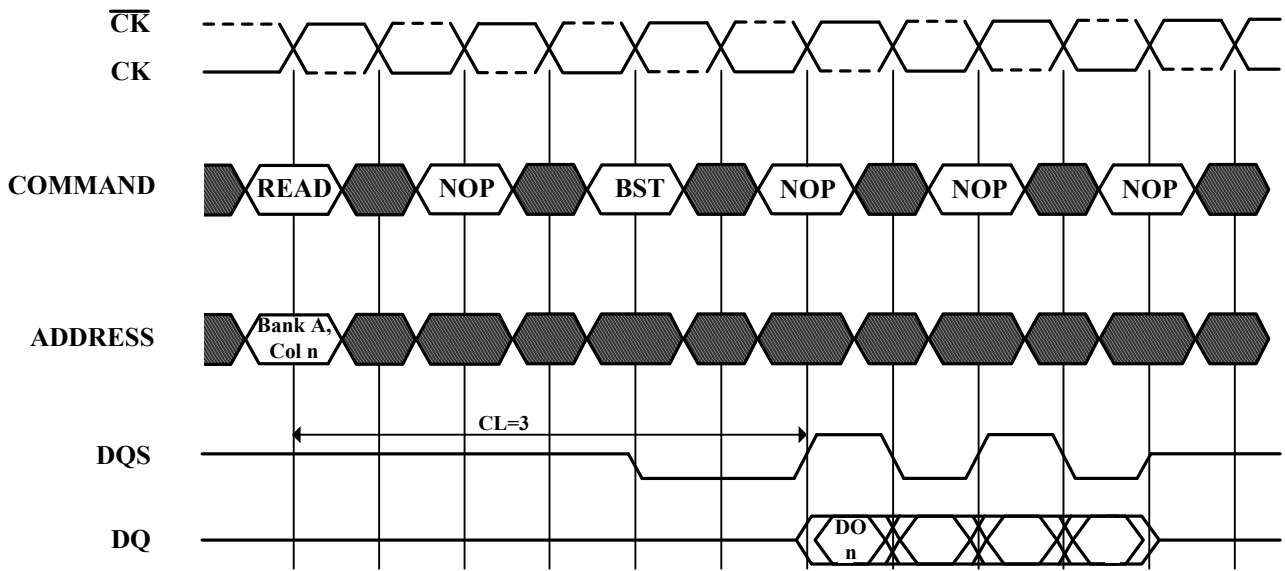 CK
CK
COMMAND
READ
NOP
BST
NOP
NOP
NOP
ADDRESS
Bank A,
Col n
CL=3
DQS
DQ
DO
n